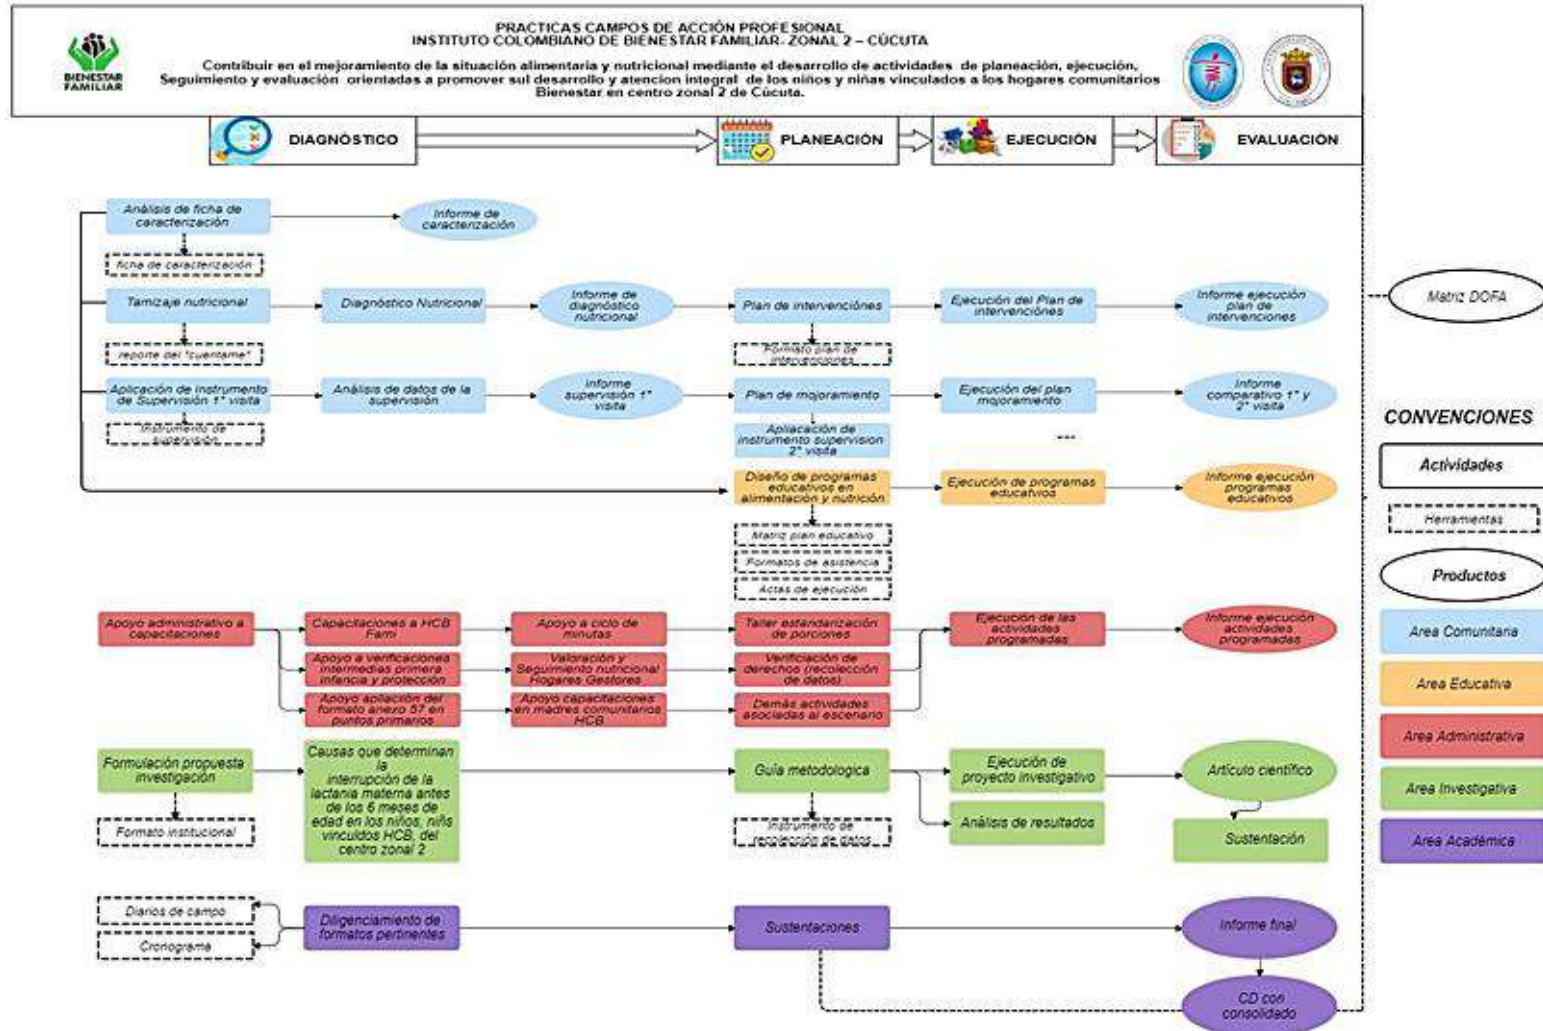 PRACTICAS CAMPOS DE ACCIÓN PROFESIONAL
INSTITUTO COLOMBIANO DE BIENESTAR FAMILIAR- ZONAL 2 – CÚCUTA
Contribuir en el mejoramiento de la situación alimentaria y nutricional mediante el desarrollo de actividades de planeación, ejecución,
Seguimiento y evaluación orientadas a promover sul desarrollo y atencion integral de los niños y niñas vinculados a los hogares comunitarios
Bienestar en centro zonal 2 de Cúcuta.
BIENESTAR
FAMILIAR
DIAGNÓSTICO
PLANEACIÓN
EJECUCIÓN
EVALUACIÓN
Análisis de ficha de
caracterización
Informe de
caracterización
ficha de caracterización
Tamizaje nutricional
Diagnóstico Nutricional
Informe de
diagnóstico
nutricional
Plan de intervenciónes
Ejecución del Plan de
intervenciónes
Informe ejecución
plan de
intervenciones
Matriz DOFA
reporte del "cuentame"
Formato plan de
intervenciones
Aplicación de instrumento
de Supervisión 1° visita
Análisis de datos de la
supervisión
Informe
supervisión 1°
visita
Plan de mojoramiento
Ejecución del plan
mojoramiento
Informe
comparativo 1° y
2° visita
Instrumento de
supervisión
Apliacación de
instrumento supervision
2° visita
---
Diseño de programas
educativos en
alimentación y nutrición
Ejecución de programas
educativos
Informe ejecución
programas
educativos
Matriz plan educativo
Formatos de asistencia
Actas de ejecución
Apoyo administrativo a
capacitaciones
Capacitaciones a HCB
Fami
Apoyo a ciclo de
minutas
Taller estandarización
de porciones
Ejecución de las
actividades
programadas
Informe ejecución
actividades
programadas
Apoyo a verificaciones
intermedias primera
infancia y protección
Valoración y
Seguimiento nutricional
Hogares Gestores
Verificiación de
derechos (recolección
de datos)
Apoyo apliación del
formato anexo 57 en
puntos primarios
Apoyo capacitaciones
en madres comunitarios
HCB
Demás actividades
asociadas al escenario
Formulación propuesta
investigación
Causas que determinan
la
interrupción de la
lactania materna antes
de los 6 meses de
edad en los niños, niñs
vinculdos HCB, del
centro zonal 2
Guía metodologica
Ejecución de
proyecto investigativo
Artículo científico
Formato institucional
Instrumento de
recolección de datos
Análisis de resultados
Sustentación
Diarios de campo
Cronograma
Diligenciamiento de
formatos pertinentes
Sustentaciones
Informe final
CD con
consolidado
CONVENCIONES
Actividades
Herramientas
Productos
Area Comunitaria
Area Educativa
Area Administrativa
Area Investigativa
Area Académica